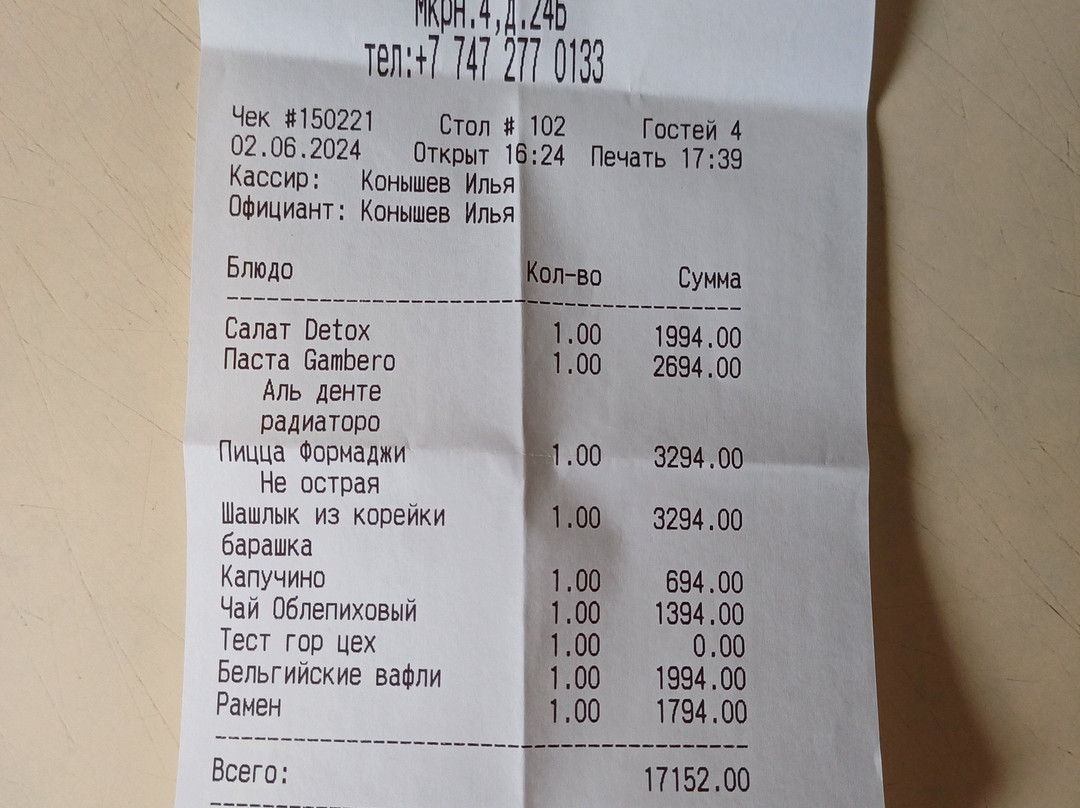 мкрн.4,д.24Б
тел:+7 747 277 0133
Чек #150221 Стол # 102 Гостей 4
02.06.2024 Открыт 16:24 Печать 17:39
Кассир: Конышев Илья
Официант: Конышев Илья
Блюдо Кол-во Сумма
Салат Detox 1.00 1994.00
Паста Gambero 1.00 2694.00
Аль денте
радиаторо
Пицца Формаджи 1.00 3294.00
Не острая
Шашлык из корейки 1.00 3294.00
барашка
Капучино 1.00 694.00
Чай Облепиховый 1.00 1394.00
Тест гор цех 1.00 0.00
Бельгийские вафли 1.00 1994.00
Рамен 1.00 1794.00
Всего: 17152.00